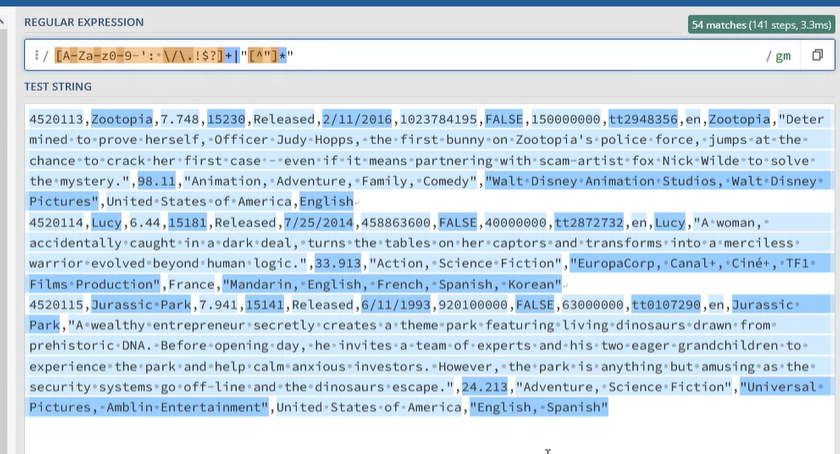 REGULAR EXPRESSION
54 matches (141 steps, 3.3ms)
/ [A-Za-z0-9-': \/\.!$?]+|"[^"]*"
/ gm
TEST STRING
4520113,Zootopia,7.748,15230,Released,2/11/2016,1023784195,FALSE,150000000,tt2948356,en,Zootopia,"Deter
mined to prove herself, Officer Judy Hopps, the first bunny on Zootopia's police force, jumps at the
chance to crack her first case - even if it means partnering with scam-artist fox Nick Wilde to solve
the mystery.",98.11,"Animation, Adventure, Family, Comedy","Walt Disney Animation Studios, Walt Disney
Pictures",United States of America,English
4520114,Lucy,6.44,15181,Released,7/25/2014,458863600,FALSE,40000000,tt2872732,en,Lucy,"A woman,
accidentally caught in a dark deal, turns the tables on her captors and transforms into a merciless
warrior evolved beyond human logic.",33.913,"Action, Science Fiction","EuropaCorp, Canal+, Ciné+, TF1
Films Production",France,"Mandarin, English, French, Spanish, Korean"
4520115,Jurassic Park,7.941,15141,Released,6/11/1993,920100000,FALSE,63000000,tt0107290,en,Jurassic
Park,"A wealthy entrepreneur secretly creates a theme park featuring living dinosaurs drawn from
prehistoric DNA. Before opening day, he invites a team of experts and his two eager grandchildren to
experience the park and help calm anxious investors. However, the park is anything but amusing as the
security systems go off-line and the dinosaurs escape.",24.213,"Adventure, Science Fiction","Universal
Pictures, Amblin Entertainment",United States of America,"English, Spanish"